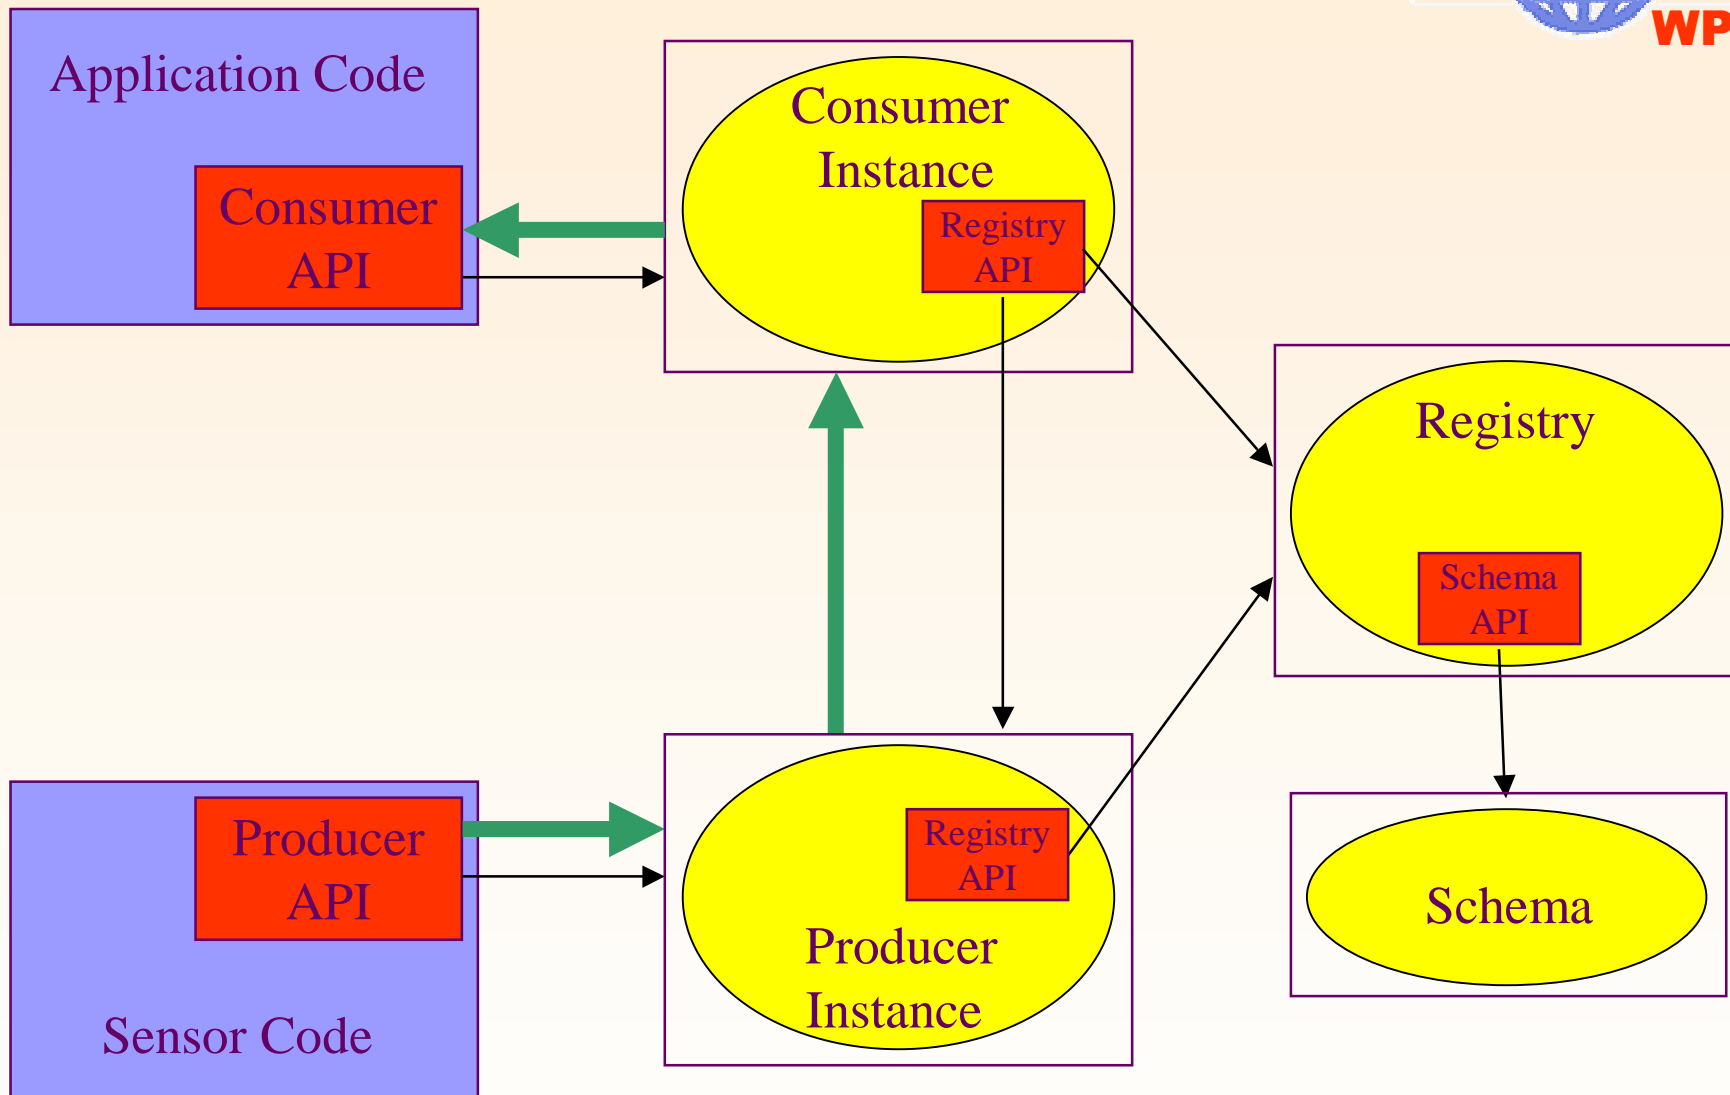 WP
Application Code
Consumer
API
Consumer
Instance
Registry
API
Registry
Schema
API
Producer
API
Sensor Code
Registry
API
Producer
Instance
Schema